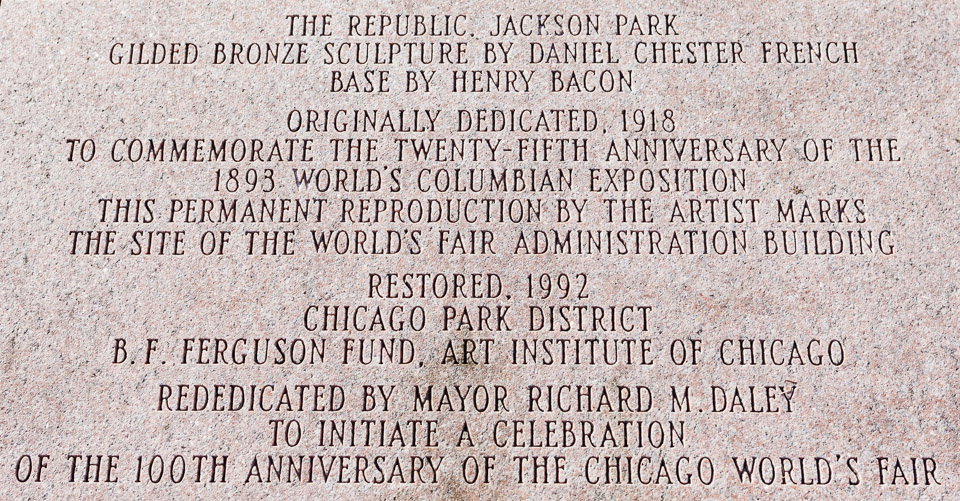 THE REPUBLIC, JACKSON PARK
GILDED BRONZE SCULPTURE BY DANIEL CHESTER FRENCH
BASE BY HENRY BACON
ORIGINALLY DEDICATED, 1918
TO COMMEMORATE THE TWENTY-FIFTH ANNIVERSARY OF THE
1893 WORLD'S COLUMBIAN EXPOSITION
THIS PERMANENT REPRODUCTION BY THE ARTIST MARKS
THE SITE OF THE WORLD'S FAIR ADMINISTRATION BUILDING
RESTORED, 1992
CHICAGO PARK DISTRICT
B. F. FERGUSON FUND, ART INSTITUTE OF CHICAGO
REDEDICATED BY MAYOR RICHARD M. DALEY
TO INITIATE A CELEBRATION
OF THE 100TH ANNIVERSARY OF THE CHICAGO WORLD'S FAIR